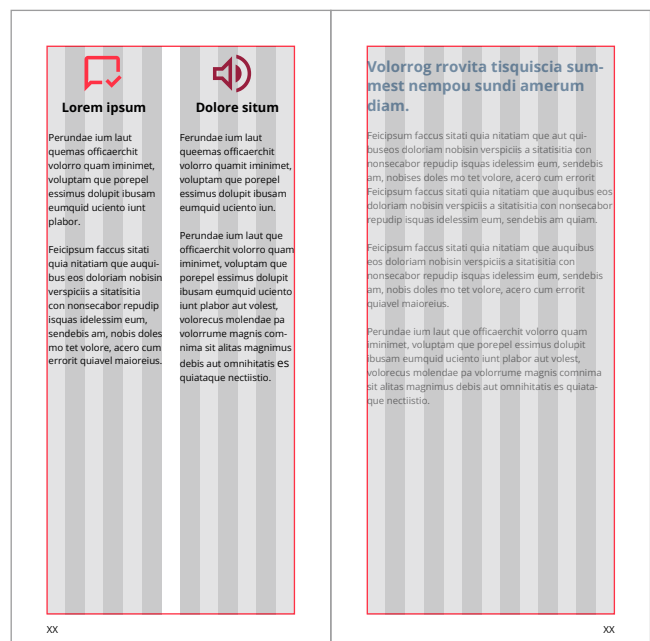 Lorem ipsum
Perundae ium laut
quemas officaerchit
volorro quam iminimet,
voluptam que porepel
essimus dolupit ibusam
eumquid uciento iunt
plabor.
Feicipsum faccus sitati
quia nitatiam que auqui-
bus eos doloriam nobisin
verspiciis a sitatisitia
con nonsecabor repudip
isquas idelessim eum,
sendebis am, nobis doles
mo tet volore, acero cum
errorit quiavel maioreius.
Dolore situm
Ferundae ium laut
queemas officaerchit
volorro quamit iminimet,
voluptam que porepel
essimus dolupit ibusam
eumquid uciento iun.
Perundae ium laut que
officaerchit volorro quam
iminimet, voluptam que
porepel essimus dolupit
ibusam eumquid uciento
iunt plabor aut volest,
volorecus molendae pa
volorrume magnis com-
nima sit alitas magnimus
debis aut omnihitatis es
quiataque nectiistio.
XX
Volorrog rrovita tisquiscia sum-
mest nempou sundi amerum
diam.
Feicipsum faccus sitati quia nitatiam que aut qui-
buseos doloriam nobisin verspiciis a sitatisitia con
nonsecabor repudip isquas idelessim eum, sendebis
am, nobises doles mo tet volore, acero cum errorit
Feicipsum faccus sitati quia nitatiam que auquibus eos
doloriam nobisin verspiciis a sitatisitia con nonsecabor
repudip isquas idelessim eum, sendebis am quiam.
Feicipsum faccus sitati quia nitatiam que auquibus
eos doloriam nobisin verspiciis a sitatisitia con
nonsecabor repudip isquas idelessim eum, sendebis
am, nobis doles mo tet volore, acero cum errorit
quiavel maioreius.
Perundae ium laut que officaerchit volorro quam
iminimet, voluptam que porepel essimus dolupit
ibusam eumquid uciento iunt plabor aut volest,
volorecus molendae pa volorrume magnis comnima
sit alitas magnimus debis aut omnihitatis es quiata-
que nectiistio.
XX